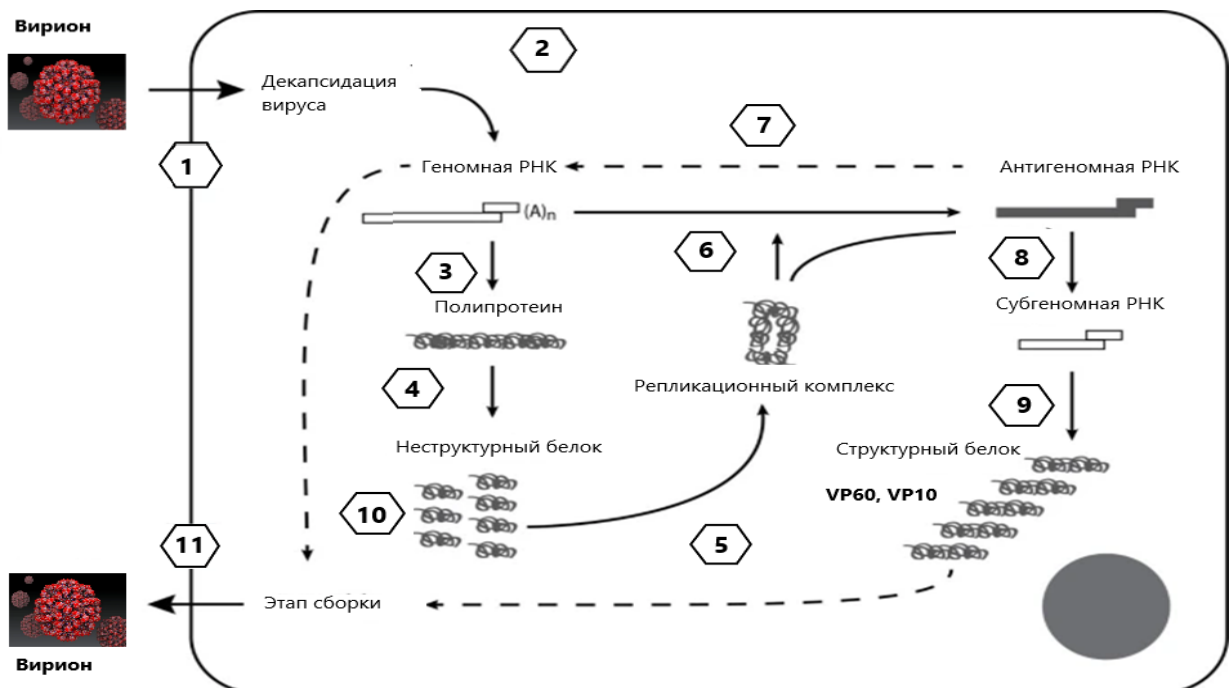 Вирион
2
Декапсидация
вируса
7
1
Геномная РНК
Антигеномная РНК
(A)n
3
6
8
Полипротеин
Субгеномная РНК
4
Репликационный комплекс
9
Неструктурный белок
Структурный белок
VP60, VP10
10
11
5
Этап сборки
Вирион